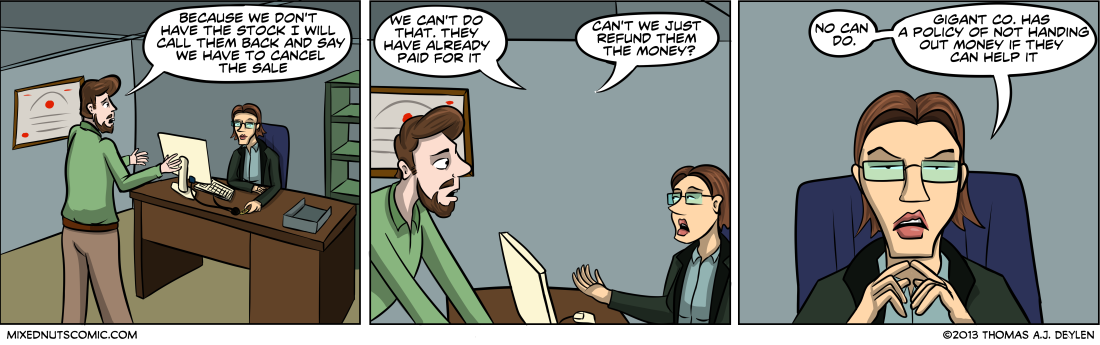 BECAUSE WE DON'T
HAVE THE STOCK I WILL
CALL THEM BACK AND SAY
WE HAVE TO CANCEL
THE SALE
WE CAN'T DO
THAT. THEY
HAVE ALREADY
PAID FOR IT
CAN'T WE JUST
REFUND THEM
THE MONEY?
NO CAN
DO.
GIGANT CO. HAS
A POLICY OF NOT HANDING
OUT MONEY IF THEY
CAN HELP IT
MIXEDNUTSCOMIC.COM
©2013 THOMAS A.J. DEYLEN